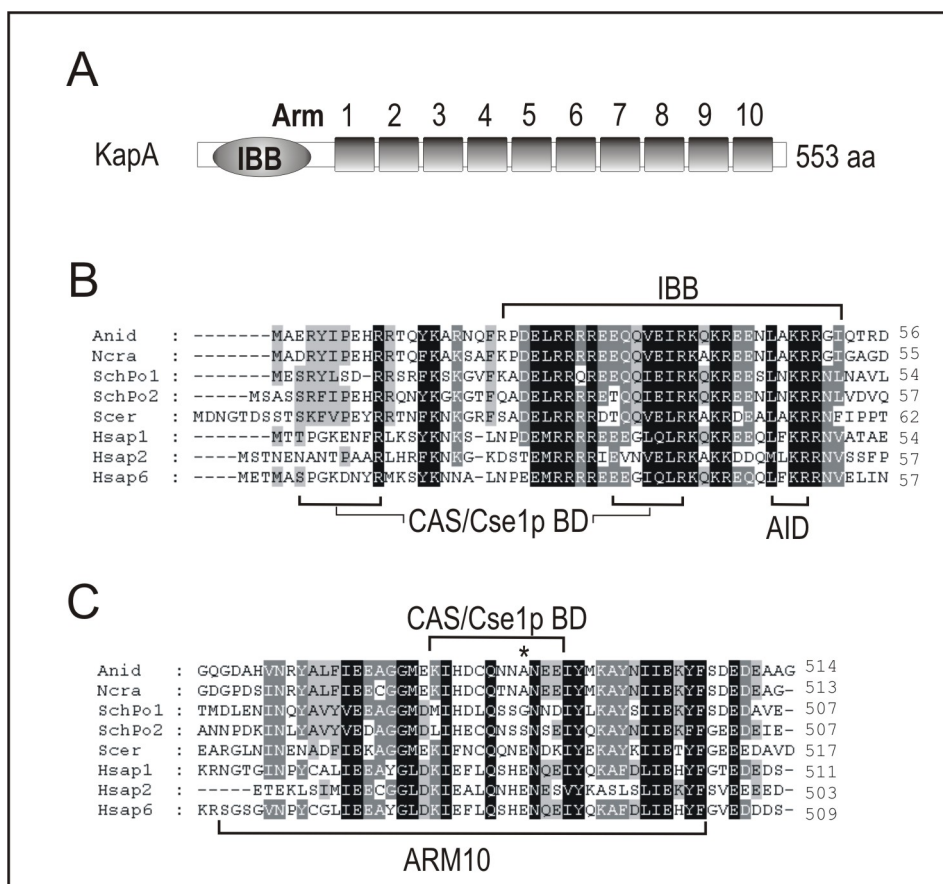 A
Arm 1 2 3 4 5 6 7 8 9 10
KapA IBB 553 aa
B
IBB
Anid : -------MAERYIPEHRRTQYKARNQFRPDELRRRREEQQVEIRKQKREENLAKRRGIQTRD 56
Ncra : -------MADRYIPEHRRTQFKAKSAFKPDELRRRREEQQVEIRKAKREENLAKRRGIGAGD 55
SchPo1 : -------MESRYLSD-RRSRFKSKGVFKADELRRQREEQQIEIRKQKREESLNKRRNLNAVL 54
SchPo2 : -----MSASSRFIPEHRRQNYKGKGTFQADELRRRRETQQIEIRKQKREENLNKRRNLVDVQ 57
Scer : MDNGTDSSTSKFVPEYRRTNFKNKGRFSADELRRRRDTQQVELRKAKRDEALAKRRNFIPPT 62
Hsap1 : -------MTTPGKENFRLKSYKNKS-LNPDEMRRRREEEGLQLRKQKREEQLFKRRNVATAE 54
Hsap2 : ----MSTNENANTPAARLHRFKNKG-KDSTEMRRRRIEVNVELRKAKKDDQMLKRRNVSSFP 57
Hsap6 : ----METMASPGKDNYRMKSYKNNA-LNPEEMRRRREEEGIQLRKQKREQQLFKRRNVELIN 57
CAS/Cse1p BD AID
C
CAS/Cse1p BD
*
Anid : GQGDAHVNRYALFIEEAGGMEKIHDCQNNANEEIYMKAYNIIEKYFSDEDEAAG 514
Ncra : GDGPDSINRYALFIEECGGMEKIHDCQTNANEEIYMKAYNIIEKYFSDEDEAG- 513
SchPo1 : TMDLENINQYAVYVEEAGGMDMIHDLQSSGNNDIYLKAYSIIEKYFSDEDAVE- 507
SchPo2 : ANNPDKINLYAVYVEDAGGMDLIHECQNSSNSEIYQKAYNIIEKFFGEEDEIE- 507
Scer : EARGLNINENADFIEKAGGMEKIFNCQQNENDKIYEKAYKIIETYFGEEEDAVD 517
Hsap1 : KRNGTGINPYCALIEEAYGLDKIEFLQSHENQEIYQKAFDLIEHYFGTEDEDS- 511
Hsap2 : -----ETEKLSIMIEECGGLDKIEALQNHENESVYKASLSLIEKYFSVEEEED- 503
Hsap6 : KRSGSGVNPYCGLIEEAYGLDKIEFLQSHENQEIYQKAFDLIEHYFGVEDDDS- 509
ARM10